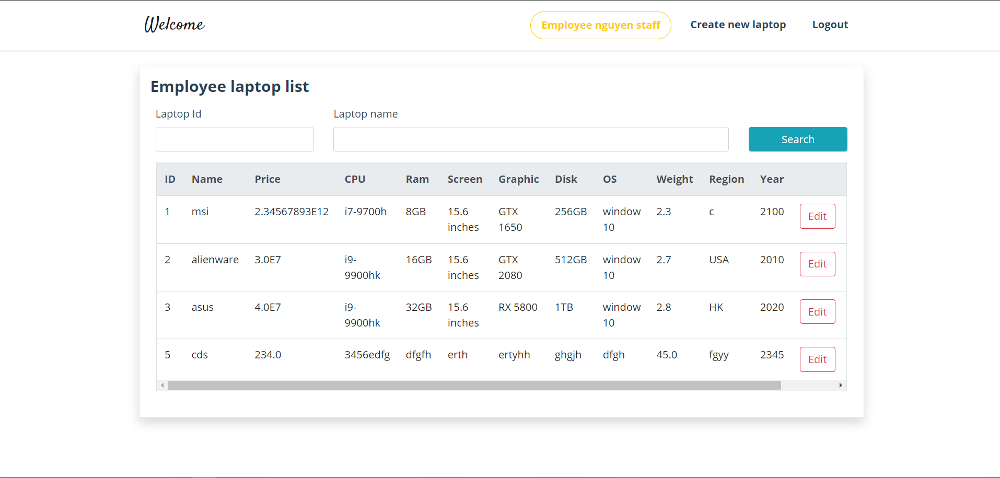 Welcome
Employee nguyen staff Create new laptop Logout
Employee laptop list
Laptop Id Laptop name
Search
ID Name Price CPU Ram Screen Graphic Disk OS Weight Region Year
1 msi 2.34567893E12 i7-9700h 8GB 15.6 GTX 256GB window 2.3 c 2100 Edit
inches 1650 10
2 alienware 3.0E7 i9- 16GB 15.6 GTX 512GB window 2.7 USA 2010 Edit
9900hk inches 2080 10
3 asus 4.0E7 i9- 32GB 15.6 RX 5800 1TB window 2.8 HK 2020 Edit
9900hk inches 10
5 cds 234.0 3456edfg dfgfh erth ertyhh ghgjh dfgh 45.0 fgyy 2345 Edit